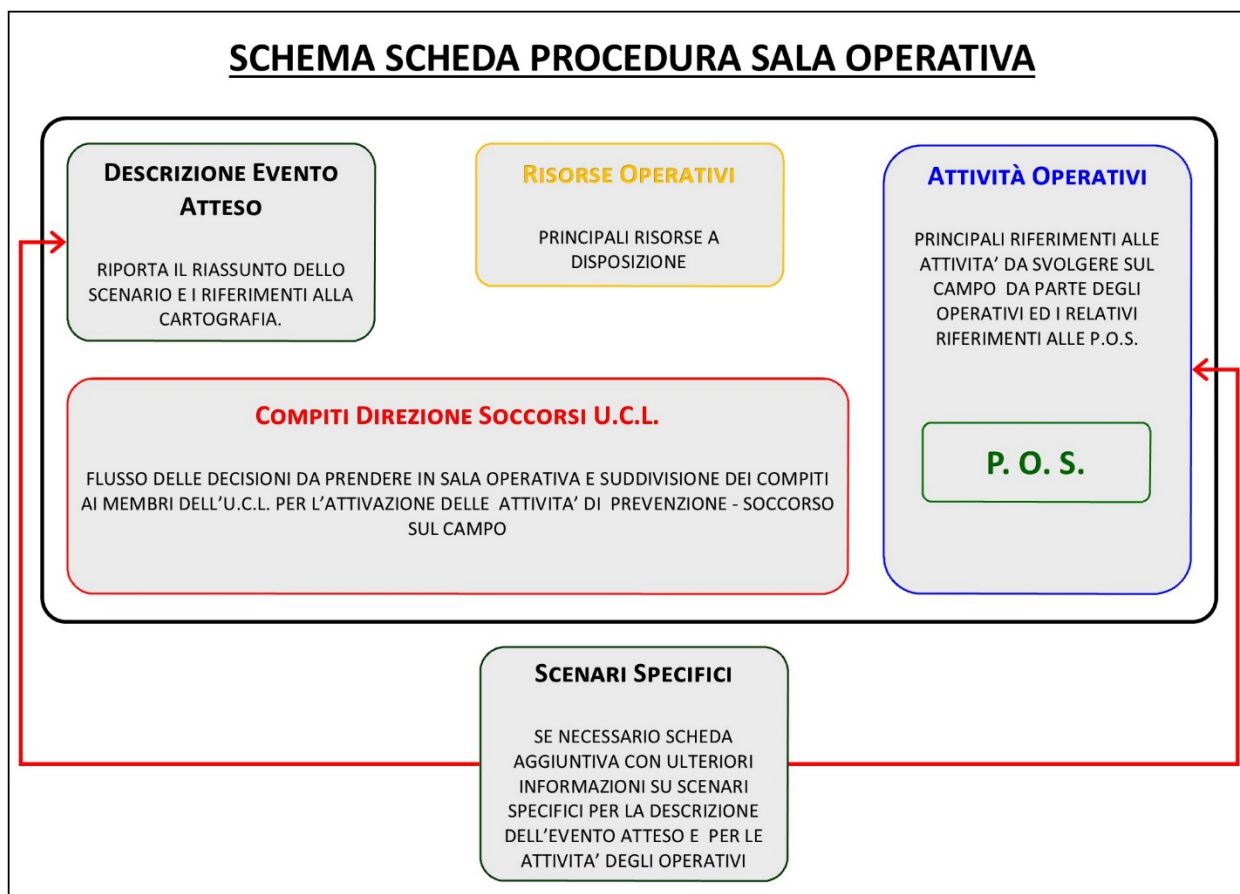 SCHEMA SCHEDA PROCEDURA SALA OPERATIVA
DESCRIZIONE EVENTO
ATTESO
RIPORTA IL RIASSUNTO DELLO
SCENARIO E I RIFERIMENTI ALLA
CARTOGRAFIA.
RISORSE OPERATIVI
PRINCIPALI RISORSE A
DISPOSIZIONE
ATTIVITÀ OPERATIVI
PRINCIPALI RIFERIMENTI ALLE
ATTIVITA’ DA SVOLGERE SUL
CAMPO DA PARTE DEGLI
OPERATIVI ED I RELATIVI
RIFERIMENTI ALLE P.O.S.
P. O. S.
COMPITI DIREZIONE SOCCORSI U.C.L.
FLUSSO DELLE DECISIONI DA PRENDERE IN SALA OPERATIVA E SUDDIVISIONE DEI COMPITI
AI MEMBRI DELL’U.C.L. PER L’ATTIVAZIONE DELLE ATTIVITA’ DI PREVENZIONE - SOCCORSO
SUL CAMPO
SCENARI SPECIFICI
SE NECESSARIO SCHEDA
AGGIUNTIVA CON ULTERIORI
INFORMAZIONI SU SCENARI
SPECIFICI PER LA DESCRIZIONE
DELL’EVENTO ATTESO E PER LE
ATTIVITA’ DEGLI OPERATIVI